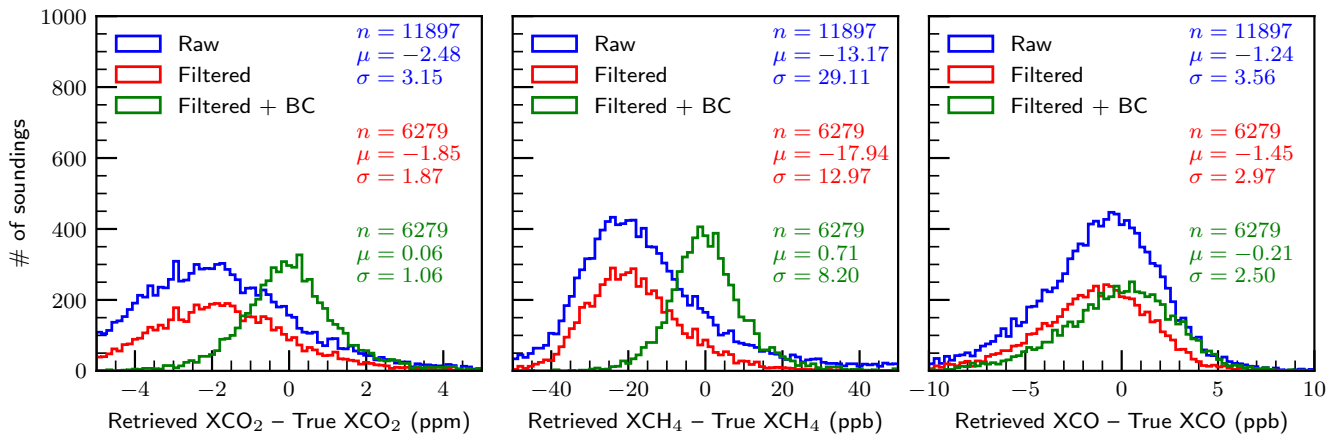 # of soundings
1000
800
600
400
200
0
Raw
Filtered
Filtered + BC
n = 11897
μ = −2.48
σ = 3.15
n = 6279
μ = −1.85
σ = 1.87
n = 6279
μ = 0.06
σ = 1.06
−4 −2 0 2 4
Retrieved XCO₂ – True XCO₂ (ppm)
Raw
Filtered
Filtered + BC
n = 11897
μ = −13.17
σ = 29.11
n = 6279
μ = −17.94
σ = 12.97
n = 6279
μ = 0.71
σ = 8.20
−40 −20 0 20 40
Retrieved XCH₄ – True XCH₄ (ppb)
Raw
Filtered
Filtered + BC
n = 11897
μ = −1.24
σ = 3.56
n = 6279
μ = −1.45
σ = 2.97
n = 6279
μ = −0.21
σ = 2.50
−10 −5 0 5 10
Retrieved XCO – True XCO (ppb)